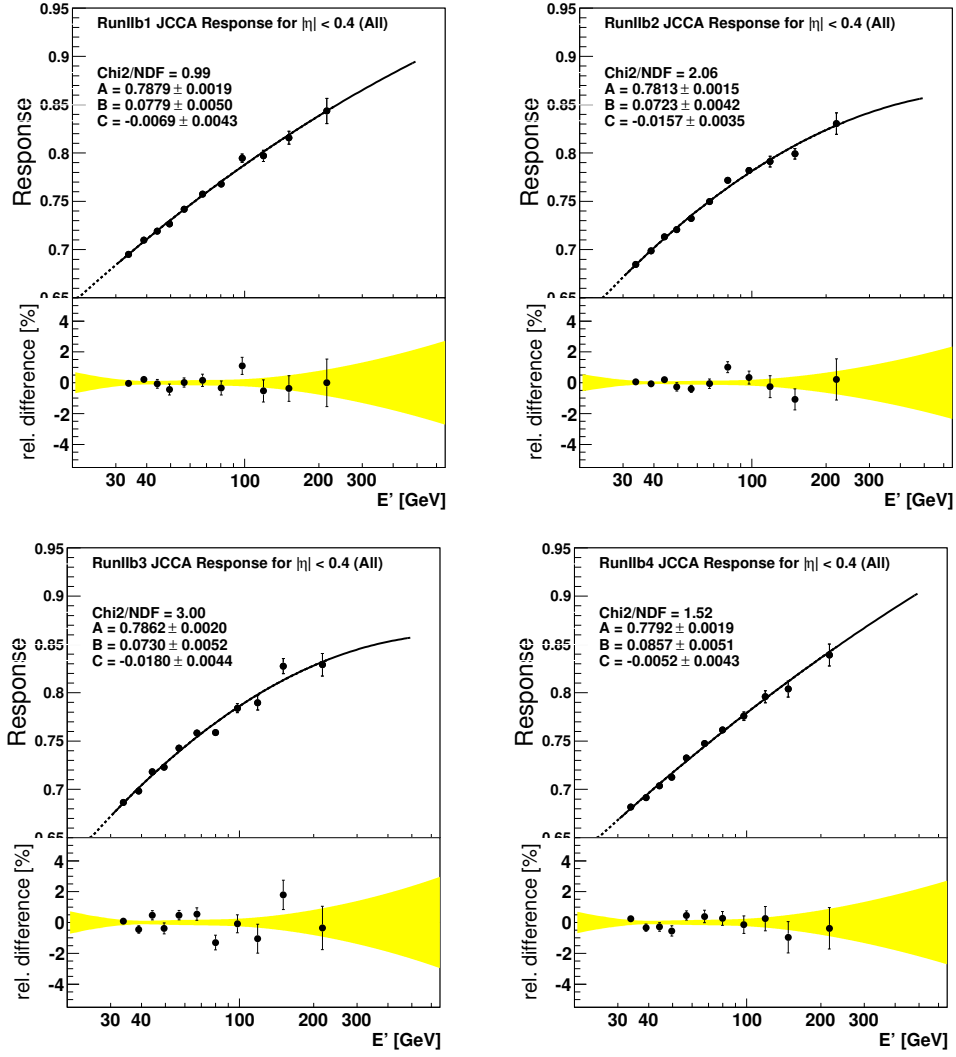 RunIIb1 JCCA Response for |η| < 0.4 (All)
Chi2/NDF = 0.99
A = 0.7879 ± 0.0019
B = 0.0779 ± 0.0050
C = -0.0069 ± 0.0043
Response
0.95
0.9
0.85
0.8
0.75
0.7
0.65
rel. difference [%]
4
2
0
-2
-4
30 40 100 200 300
E' [GeV]
RunIIb2 JCCA Response for |η| < 0.4 (All)
Chi2/NDF = 2.06
A = 0.7813 ± 0.0015
B = 0.0723 ± 0.0042
C = -0.0157 ± 0.0035
Response
0.95
0.9
0.85
0.8
0.75
0.7
0.65
rel. difference [%]
4
2
0
-2
-4
30 40 100 200 300
E' [GeV]
RunIIb3 JCCA Response for |η| < 0.4 (All)
Chi2/NDF = 3.00
A = 0.7862 ± 0.0020
B = 0.0730 ± 0.0052
C = -0.0180 ± 0.0044
Response
0.95
0.9
0.85
0.8
0.75
0.7
0.65
rel. difference [%]
4
2
0
-2
-4
30 40 100 200 300
E' [GeV]
RunIIb4 JCCA Response for |η| < 0.4 (All)
Chi2/NDF = 1.52
A = 0.7792 ± 0.0019
B = 0.0857 ± 0.0051
C = -0.0052 ± 0.0043
Response
0.95
0.9
0.85
0.8
0.75
0.7
0.65
rel. difference [%]
4
2
0
-2
-4
30 40 100 200 300
E' [GeV]